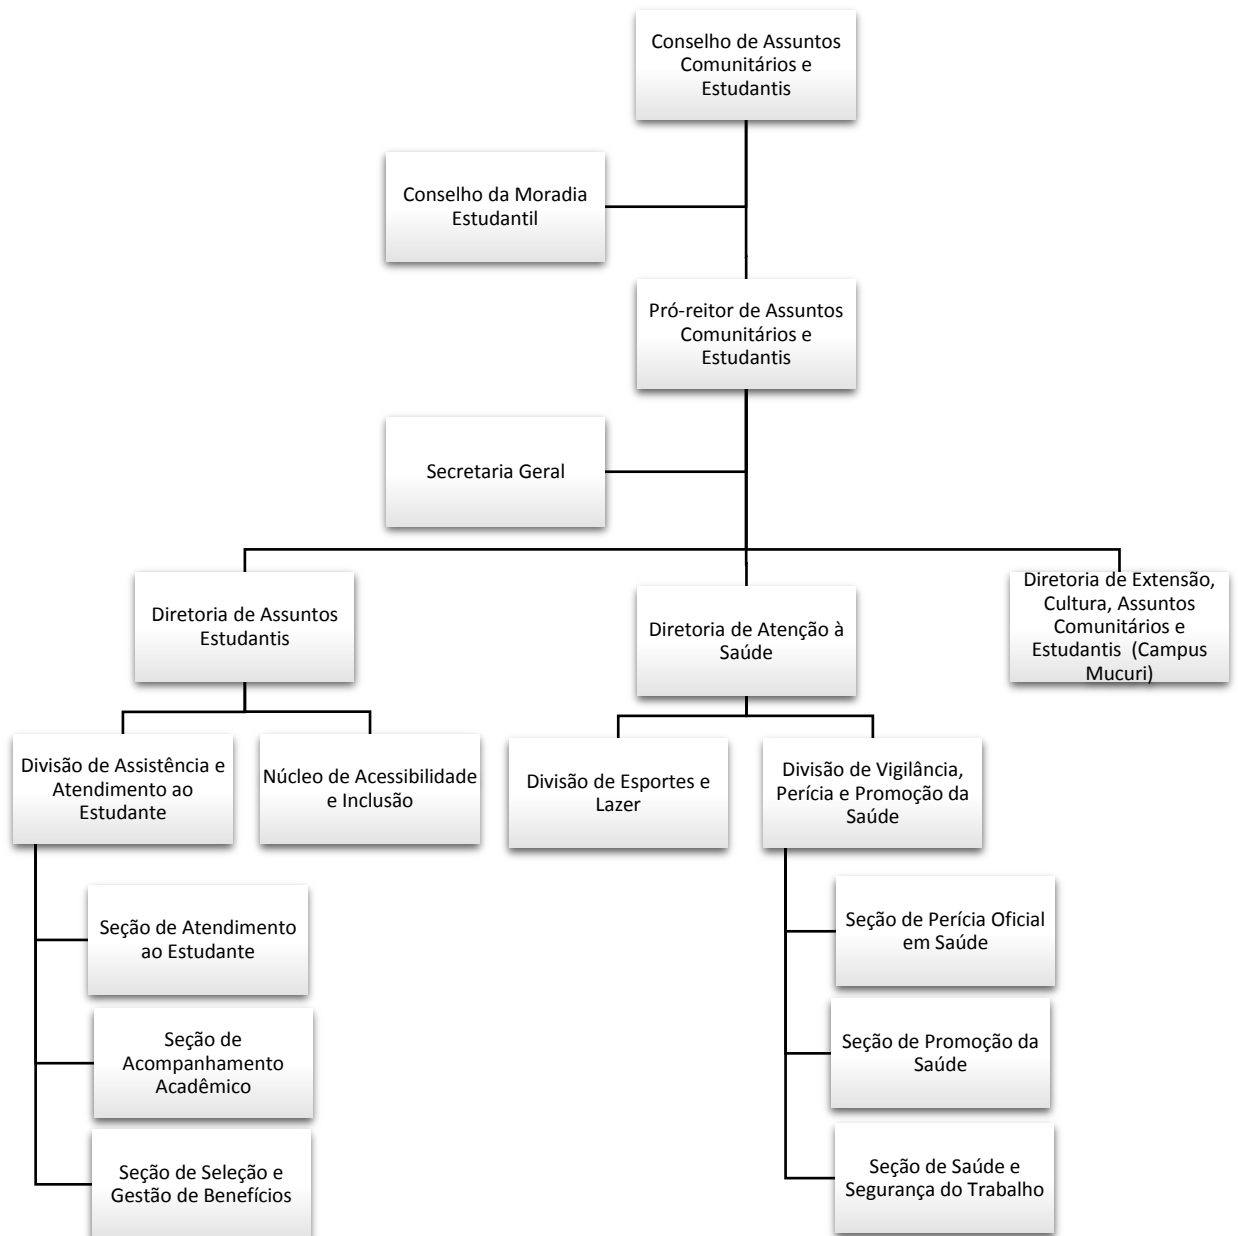 Conselho de Assuntos
Comunitários e
Estudantis
Conselho da Moradia
Estudantil
Pró-reitor de Assuntos
Comunitários e
Estudantis
Secretaria Geral
Diretoria de Assuntos
Estudantis
Diretoria de Atenção à
Saúde
Diretoria de Extensão,
Cultura, Assuntos
Comunitários e
Estudantis (Campus
Mucuri)
Divisão de Assistência e
Atendimento ao
Estudante
Núcleo de Acessibilidade
e Inclusão
Divisão de Esportes e
Lazer
Divisão de Vigilância,
Perícia e Promoção da
Saúde
Seção de Atendimento
ao Estudante
Seção de
Acompanhamento
Acadêmico
Seção de Seleção e
Gestão de Benefícios
Seção de Perícia Oficial
em Saúde
Seção de Promoção da
Saúde
Seção de Saúde e
Segurança do Trabalho